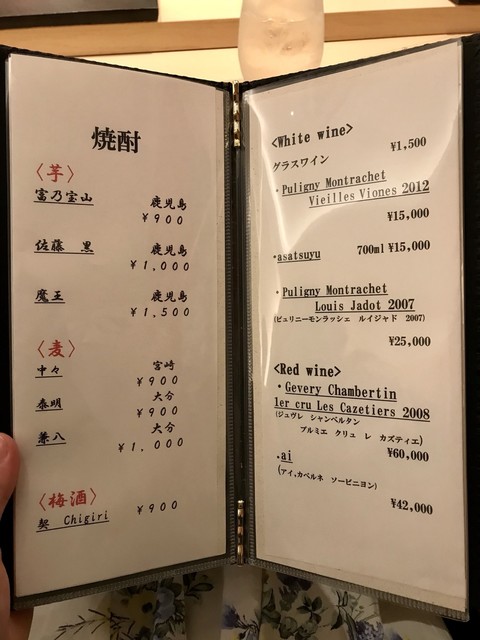 焼酎
〈芋〉
富乃宝山 鹿児島
¥900
佐藤 黒 鹿児島
¥1,000
魔王 鹿児島
¥1,500
〈麦〉
中々 宮崎
¥900
泰明 大分
¥900
兼八 大分
¥1,000
〈梅酒〉
契 Chigiri ¥900
<White wine>
グラスワイン ¥1,500
・Puligny Montrachet
Vieilles Viones 2012
¥15,000
・asatsuyu 700ml ¥15,000
・Puligny Montrachet
Louis Jadot 2007
(ピュリニーモンラッシェ ルイジャド 2007)
¥25,000
<Red wine>
・Gevery Chambertin
1er cru Les Cazetiers 2008
(ジュヴレ シャンベルタン
プルミエ クリュ レ カズティエ)
¥60,000
.ai
(アイ,カベルネ ソービニヨン)
¥42,000